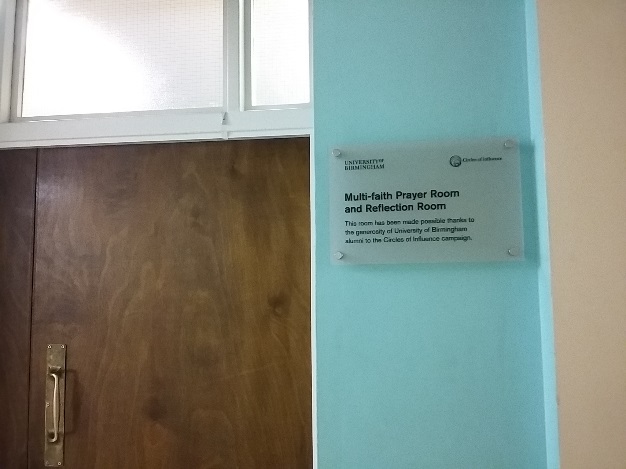 UNIVERSITY OF
BIRMINGHAM
Circles of Influence
Multi-faith Prayer Room
and Reflection Room
This room has been made possible thanks to
the generosity of University of Birmingham
alumni to the Circles of Influence campaign.